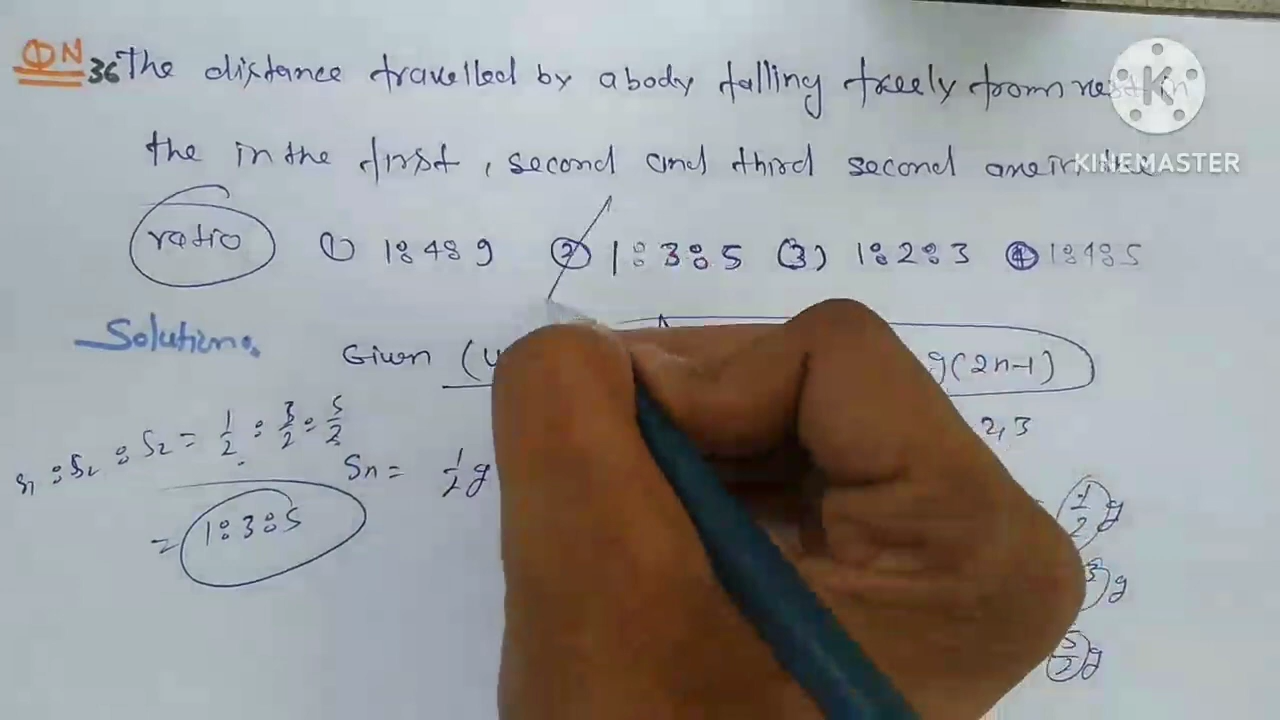 QN 36 The distance travelled by a body falling freely from rest in
the in the first, second and third second are in the
ratio (1) 1:4:9 (2) 1:3:5 (3) 1:2:3 (4) 1:4:5
Solution. Given (u g(2n-1)
2,3
S1 : S2 : S2 = 1/2 : 3/2 : 5/2
Sn = 1/2 g
1/2 g
= 1:3:5
g
5/2 g
K
KINEMASTER